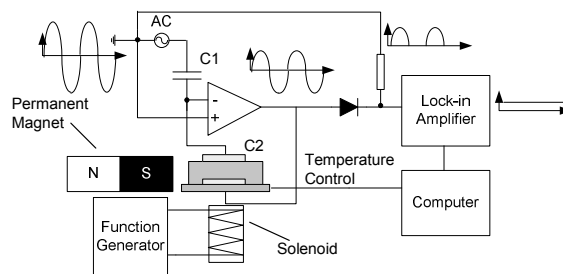 AC
C1
-
+
Permanent
Magnet
N
S
C2
Temperature
Control
Lock-in
Amplifier
Computer
Function
Generator
Solenoid